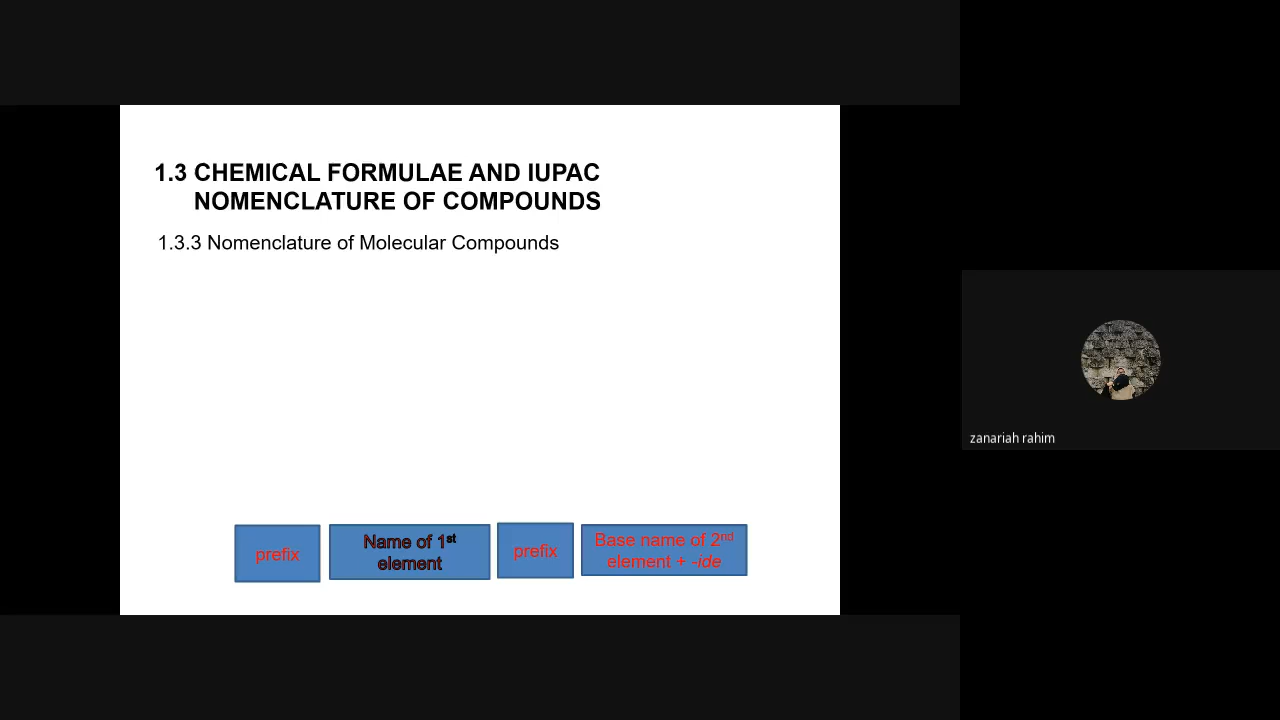 1.3 CHEMICAL FORMULAE AND IUPAC
NOMENCLATURE OF COMPOUNDS
1.3.3 Nomenclature of Molecular Compounds
prefix
Name of 1st
element
prefix
Base name of 2nd
element + -ide
zanariah rahim